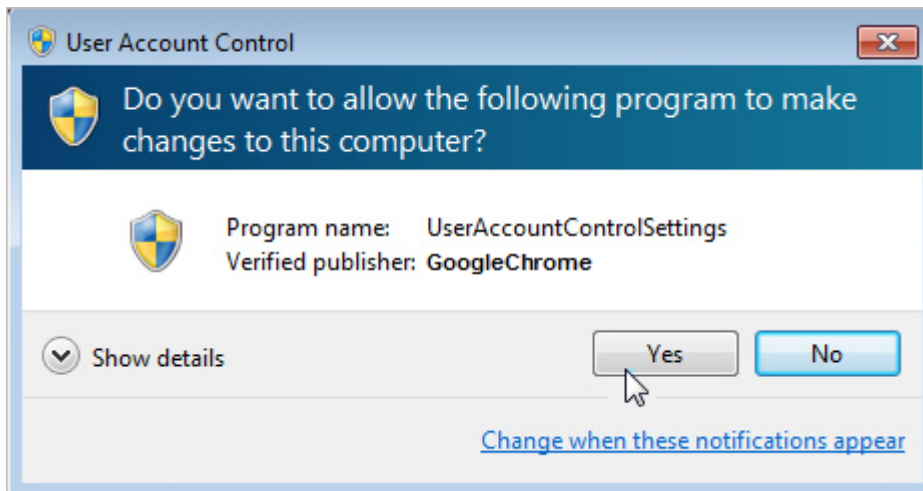 User Account Control
Do you want to allow the following program to make
changes to this computer?
Program name: UserAccountControlSettings
Verified publisher: GoogleChrome
Show details
Yes
No
Change when these notifications appear